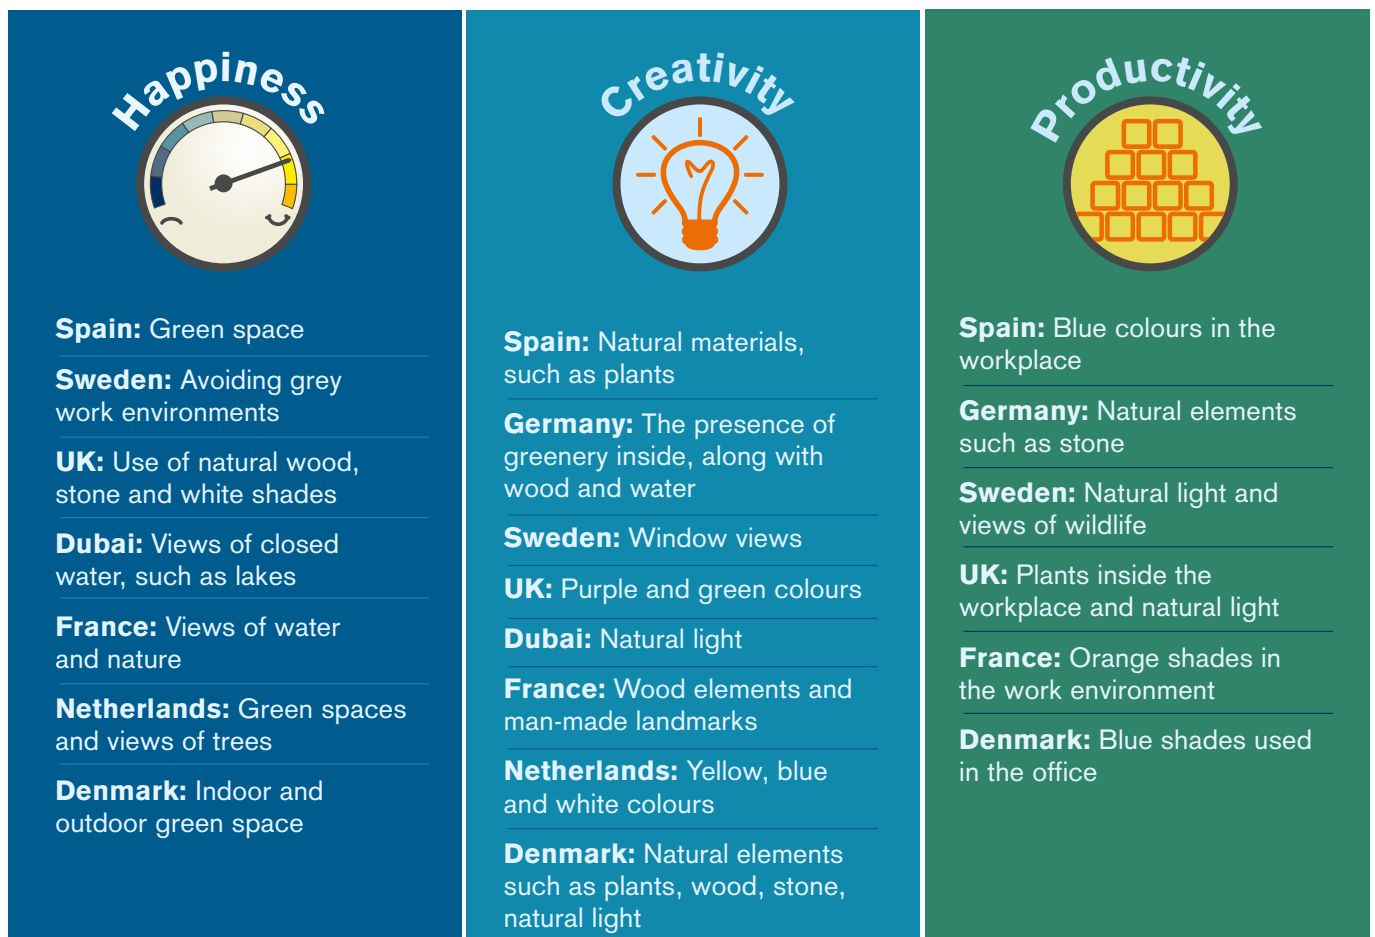 Happiness
Spain: Green space
Sweden: Avoiding grey
work environments
UK: Use of natural wood,
stone and white shades
Dubai: Views of closed
water, such as lakes
France: Views of water
and nature
Netherlands: Green spaces
and views of trees
Denmark: Indoor and
outdoor green space
Creativity
Spain: Natural materials,
such as plants
Germany: The presence of
greenery inside, along with
wood and water
Sweden: Window views
UK: Purple and green colours
Dubai: Natural light
France: Wood elements and
man-made landmarks
Netherlands: Yellow, blue
and white colours
Denmark: Natural elements
such as plants, wood, stone,
natural light
Productivity
Spain: Blue colours in the
workplace
Germany: Natural elements
such as stone
Sweden: Natural light and
views of wildlife
UK: Plants inside the
workplace and natural light
France: Orange shades in
the work environment
Denmark: Blue shades used
in the office